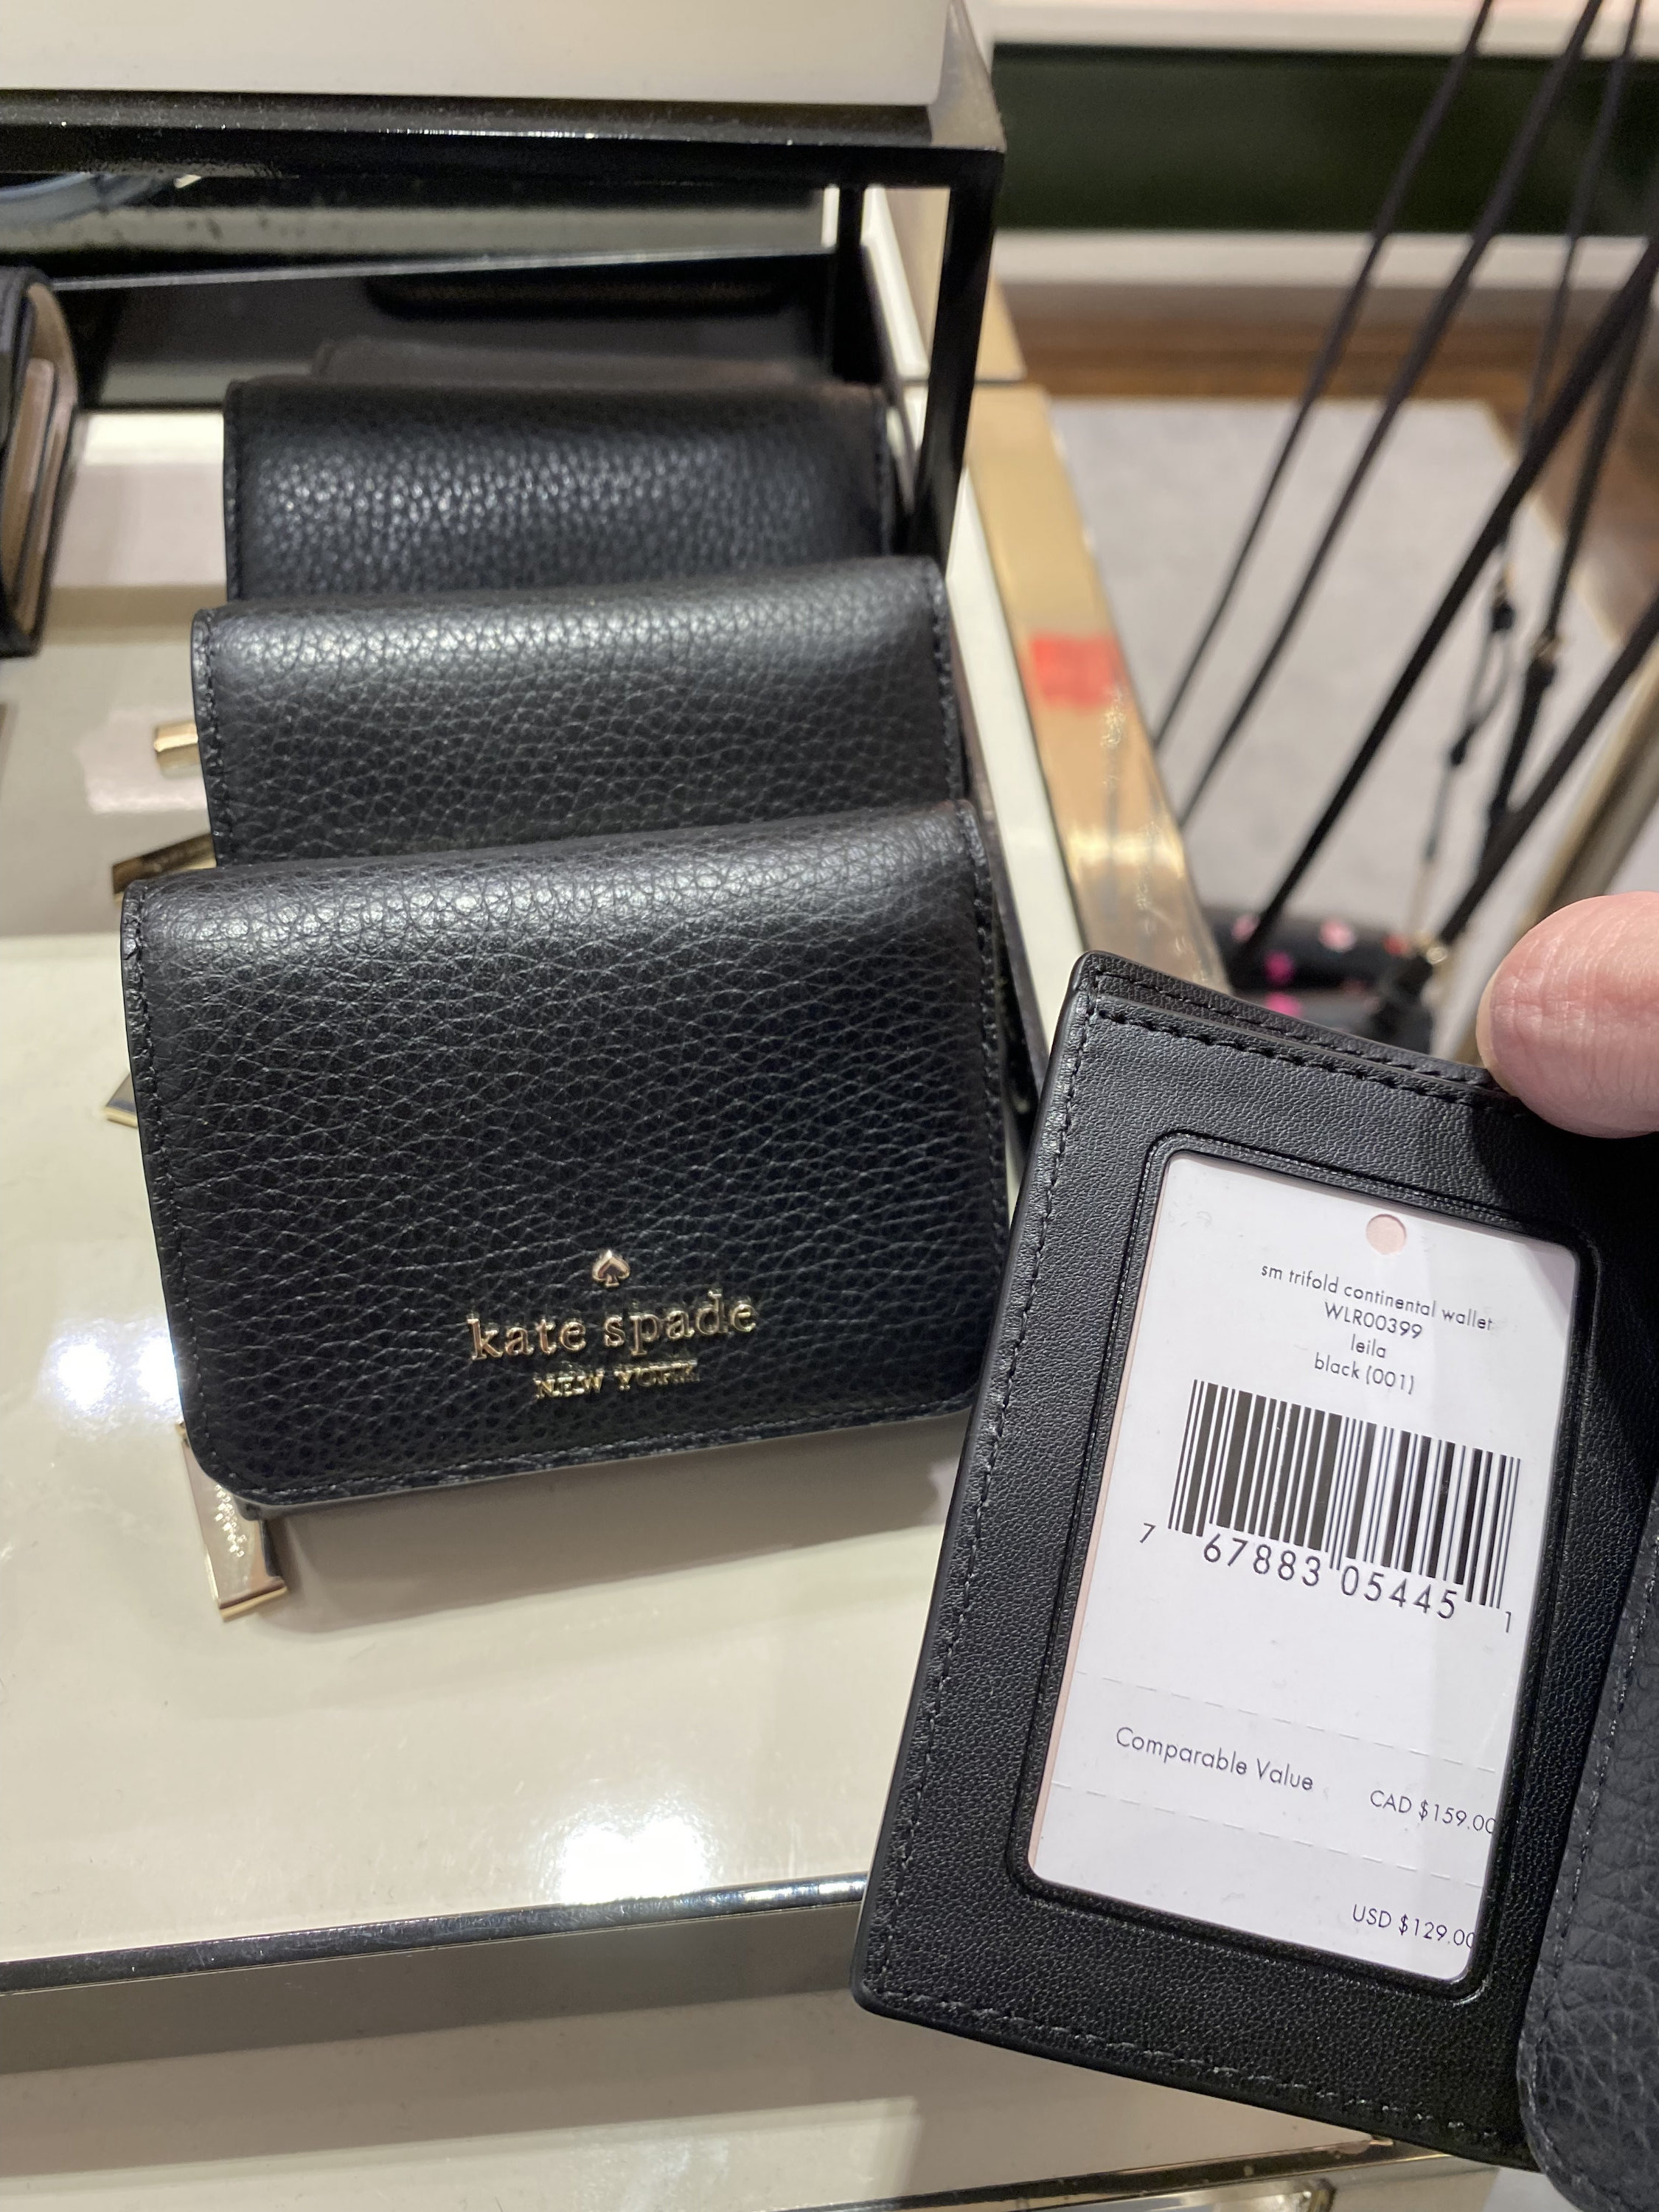 kate spade
NEW YORK
sm trifold continental wallet
WLR00399
leila
black (001)
7 67883 05445 1
Comparable Value CAD $159.00
USD $129.00